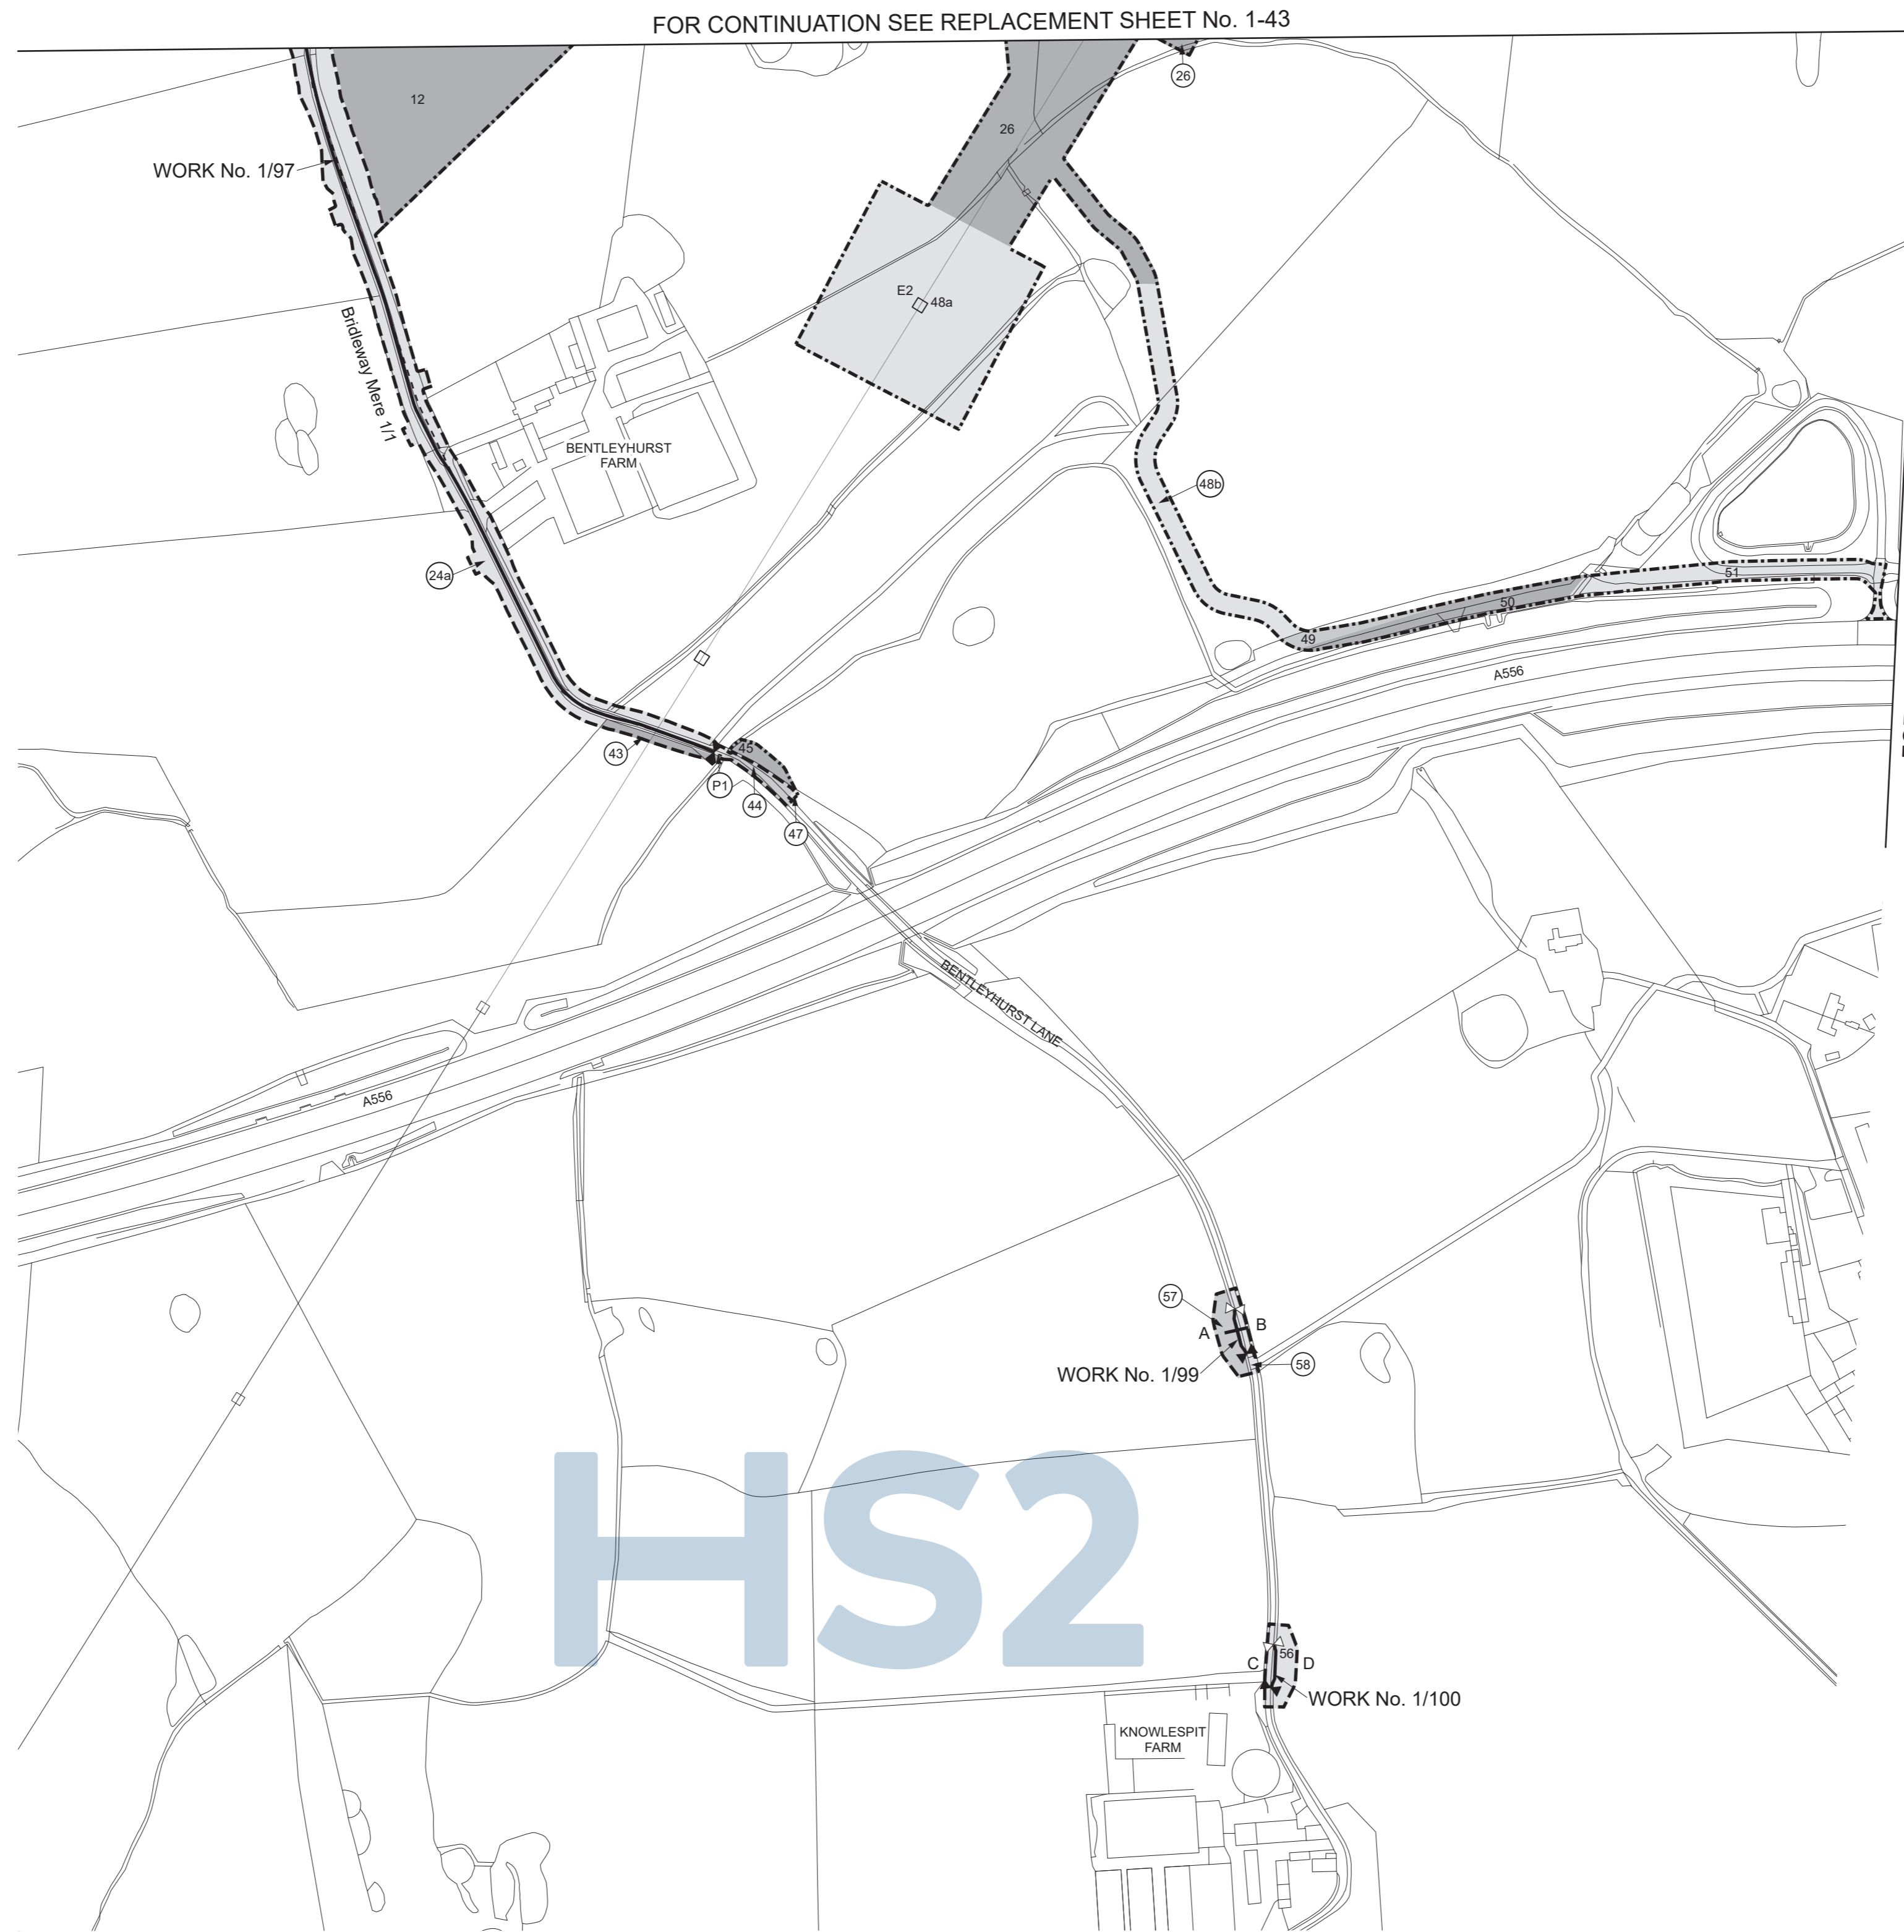 FOR CONTINUATION SEE REPLACEMENT SHEET No. 1-43
26
12
26
WORK No. 1/97
E2
48a
Bridleway Mere 1/1
BENTLEYHURST
FARM
48b
24a
51
50
49
A556
43
45
P1
44
47
BENTLEYHURST LANE
A556
57
A
B
WORK No. 1/99
58
HS2
56
C
D
WORK No. 1/100
KNOWLESPIT
FARM